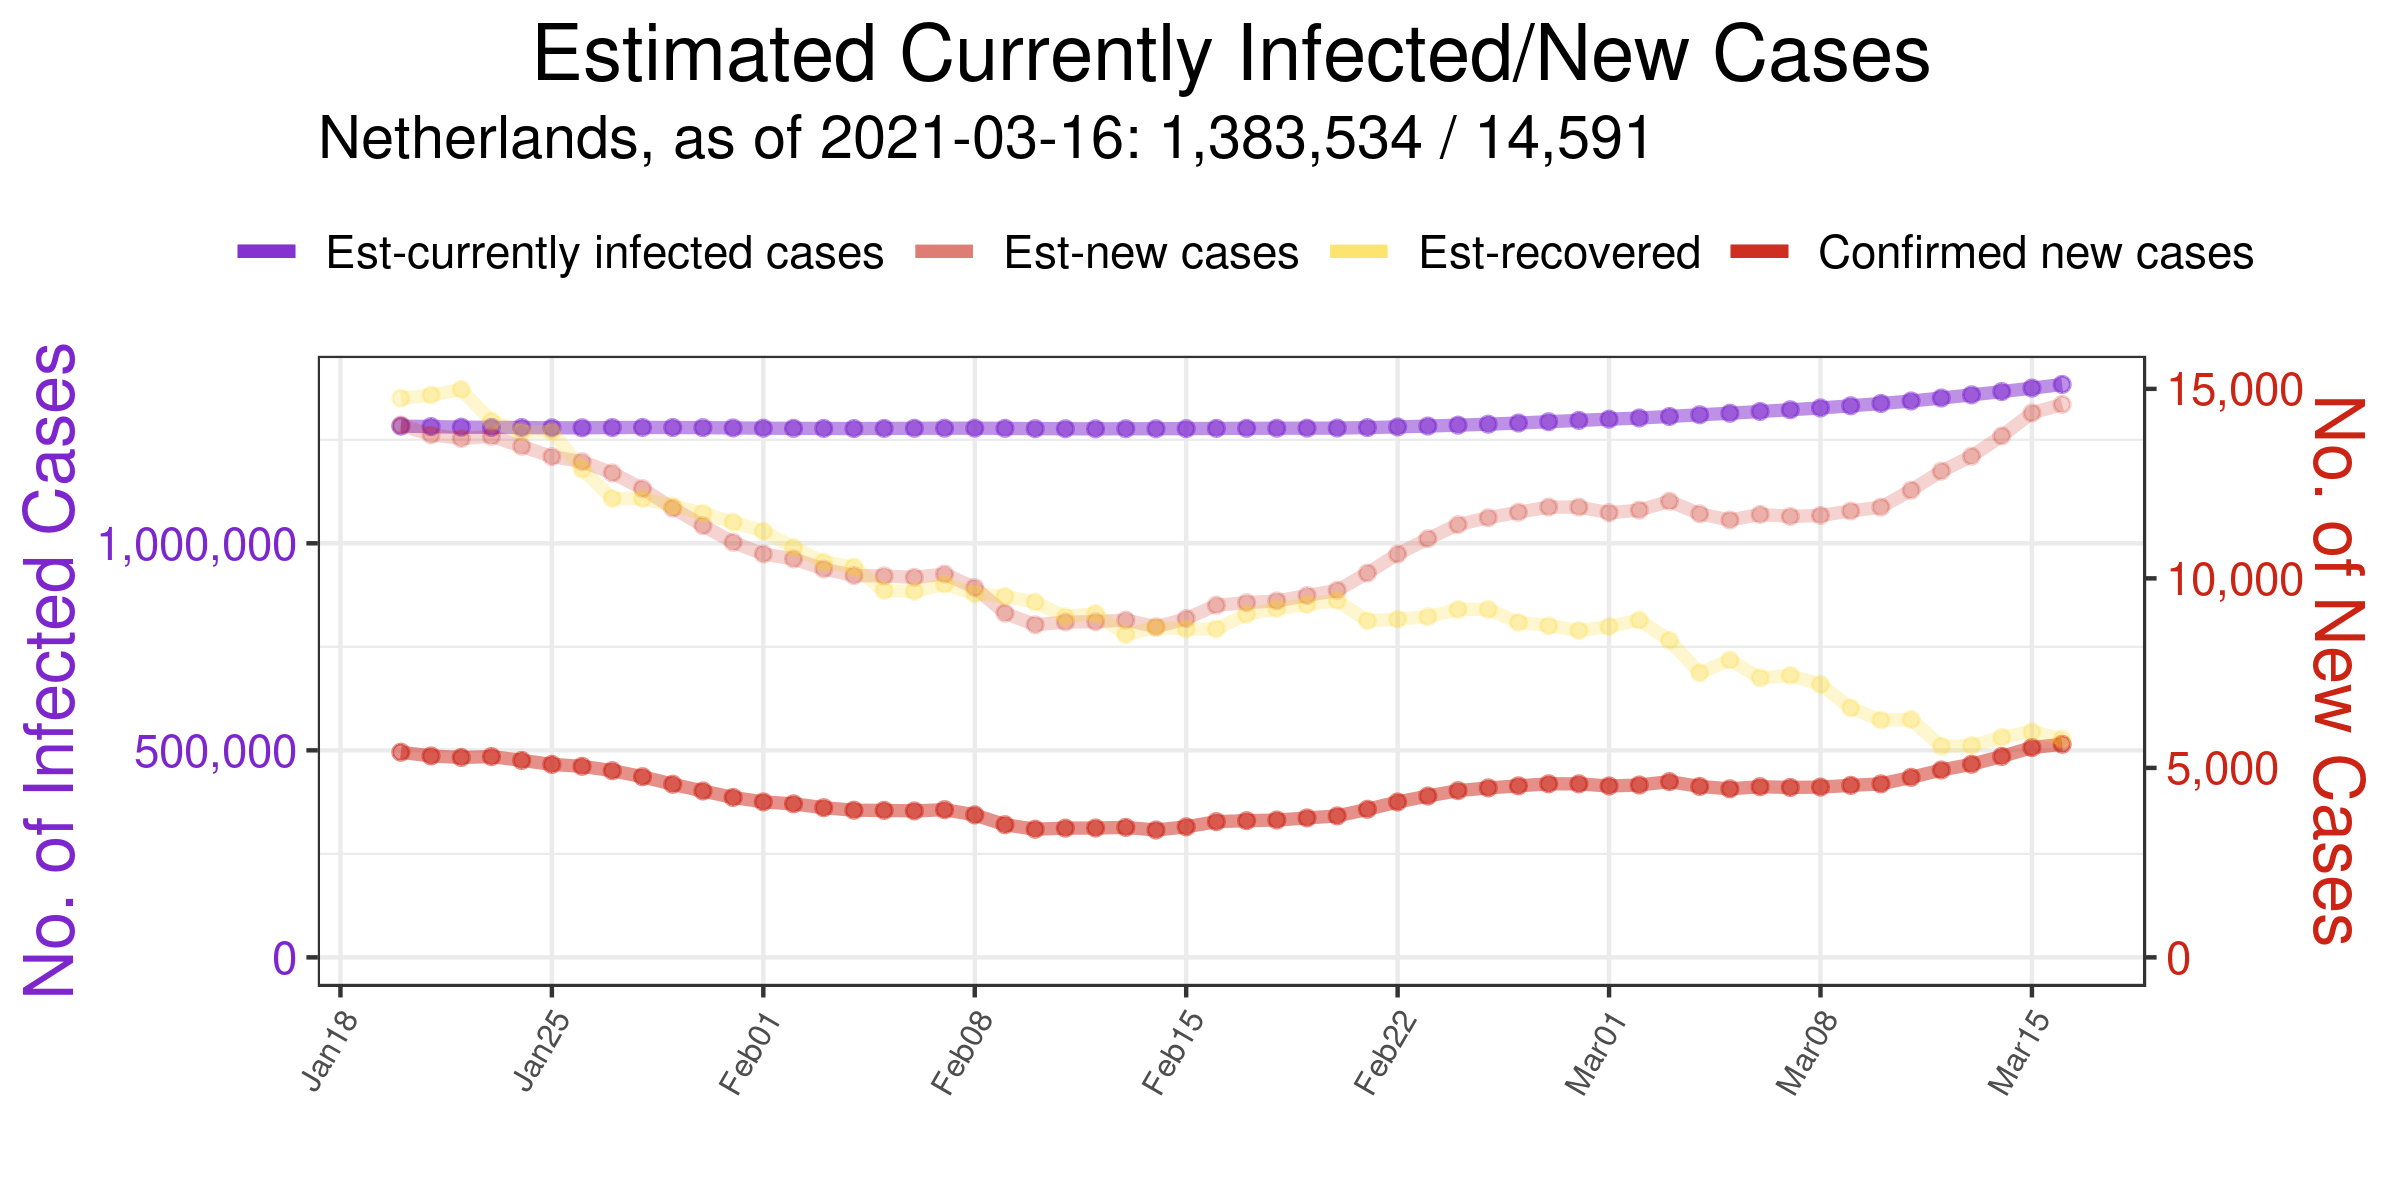 Estimated Currently Infected/New Cases
Netherlands, as of 2021-03-16: 1,383,534 / 14,591
Est-currently infected cases Est-new cases Est-recovered Confirmed new cases
No. of Infected Cases
1,000,000
500,000
0
15,000
10,000
5,000
0
No. of New Cases
Jan18 Jan25 Feb01 Feb08 Feb15 Feb22 Mar01 Mar08 Mar15